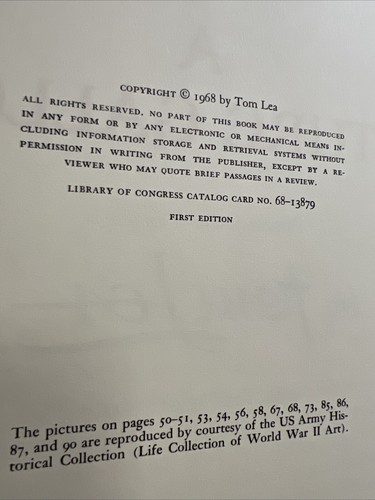 COPYRIGHT © 1968 by Tom Lea
ALL RIGHTS RESERVED. NO PART OF THIS BOOK MAY BE REPRODUCED
IN ANY FORM OR BY ANY ELECTRONIC OR MECHANICAL MEANS IN-
CLUDING INFORMATION STORAGE AND RETRIEVAL SYSTEMS WITHOUT
PERMISSION IN WRITING FROM THE PUBLISHER, EXCEPT BY A RE-
VIEWER WHO MAY QUOTE BRIEF PASSAGES IN A REVIEW.
LIBRARY OF CONGRESS CATALOG CARD NO. 68–13879
FIRST EDITION
The pictures on pages 50–51, 53, 54, 56, 58, 67, 68, 73, 85, 86,
87, and 90 are reproduced by courtesy of the US Army His-
torical Collection (Life Collection of World War II Art).